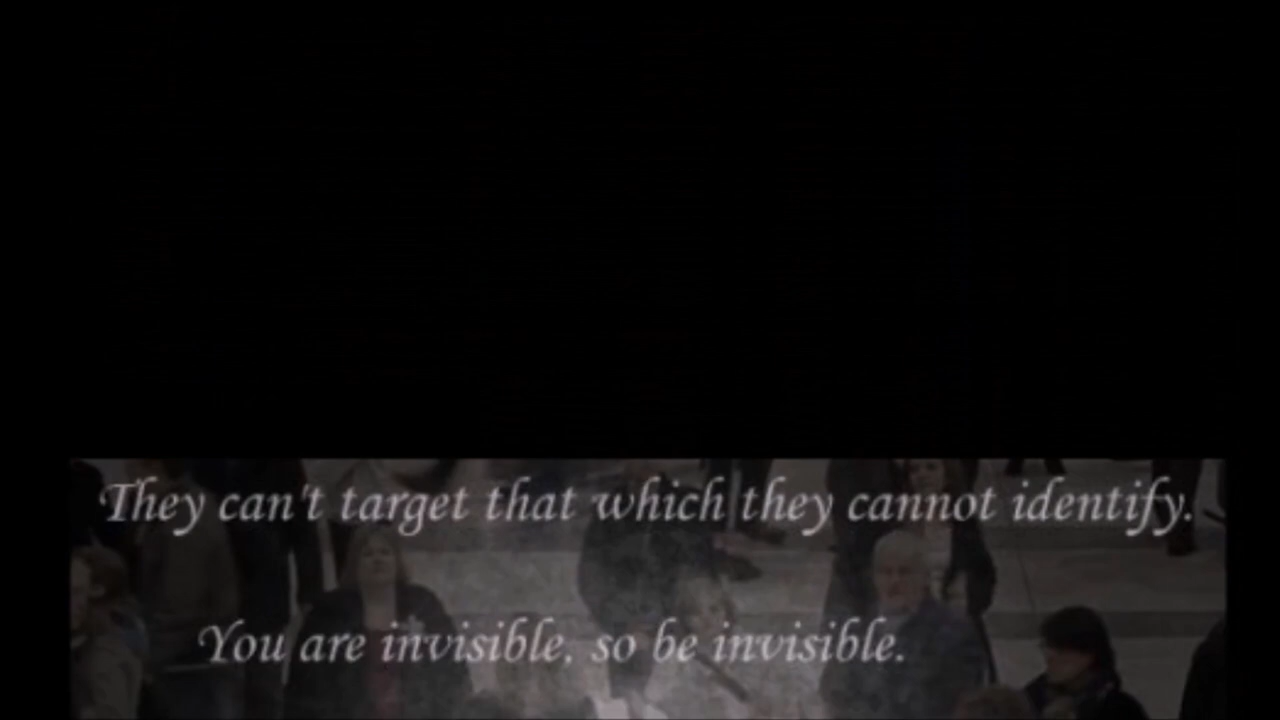 They can't target that which they cannot identify.
You are invisible, so be invisible.